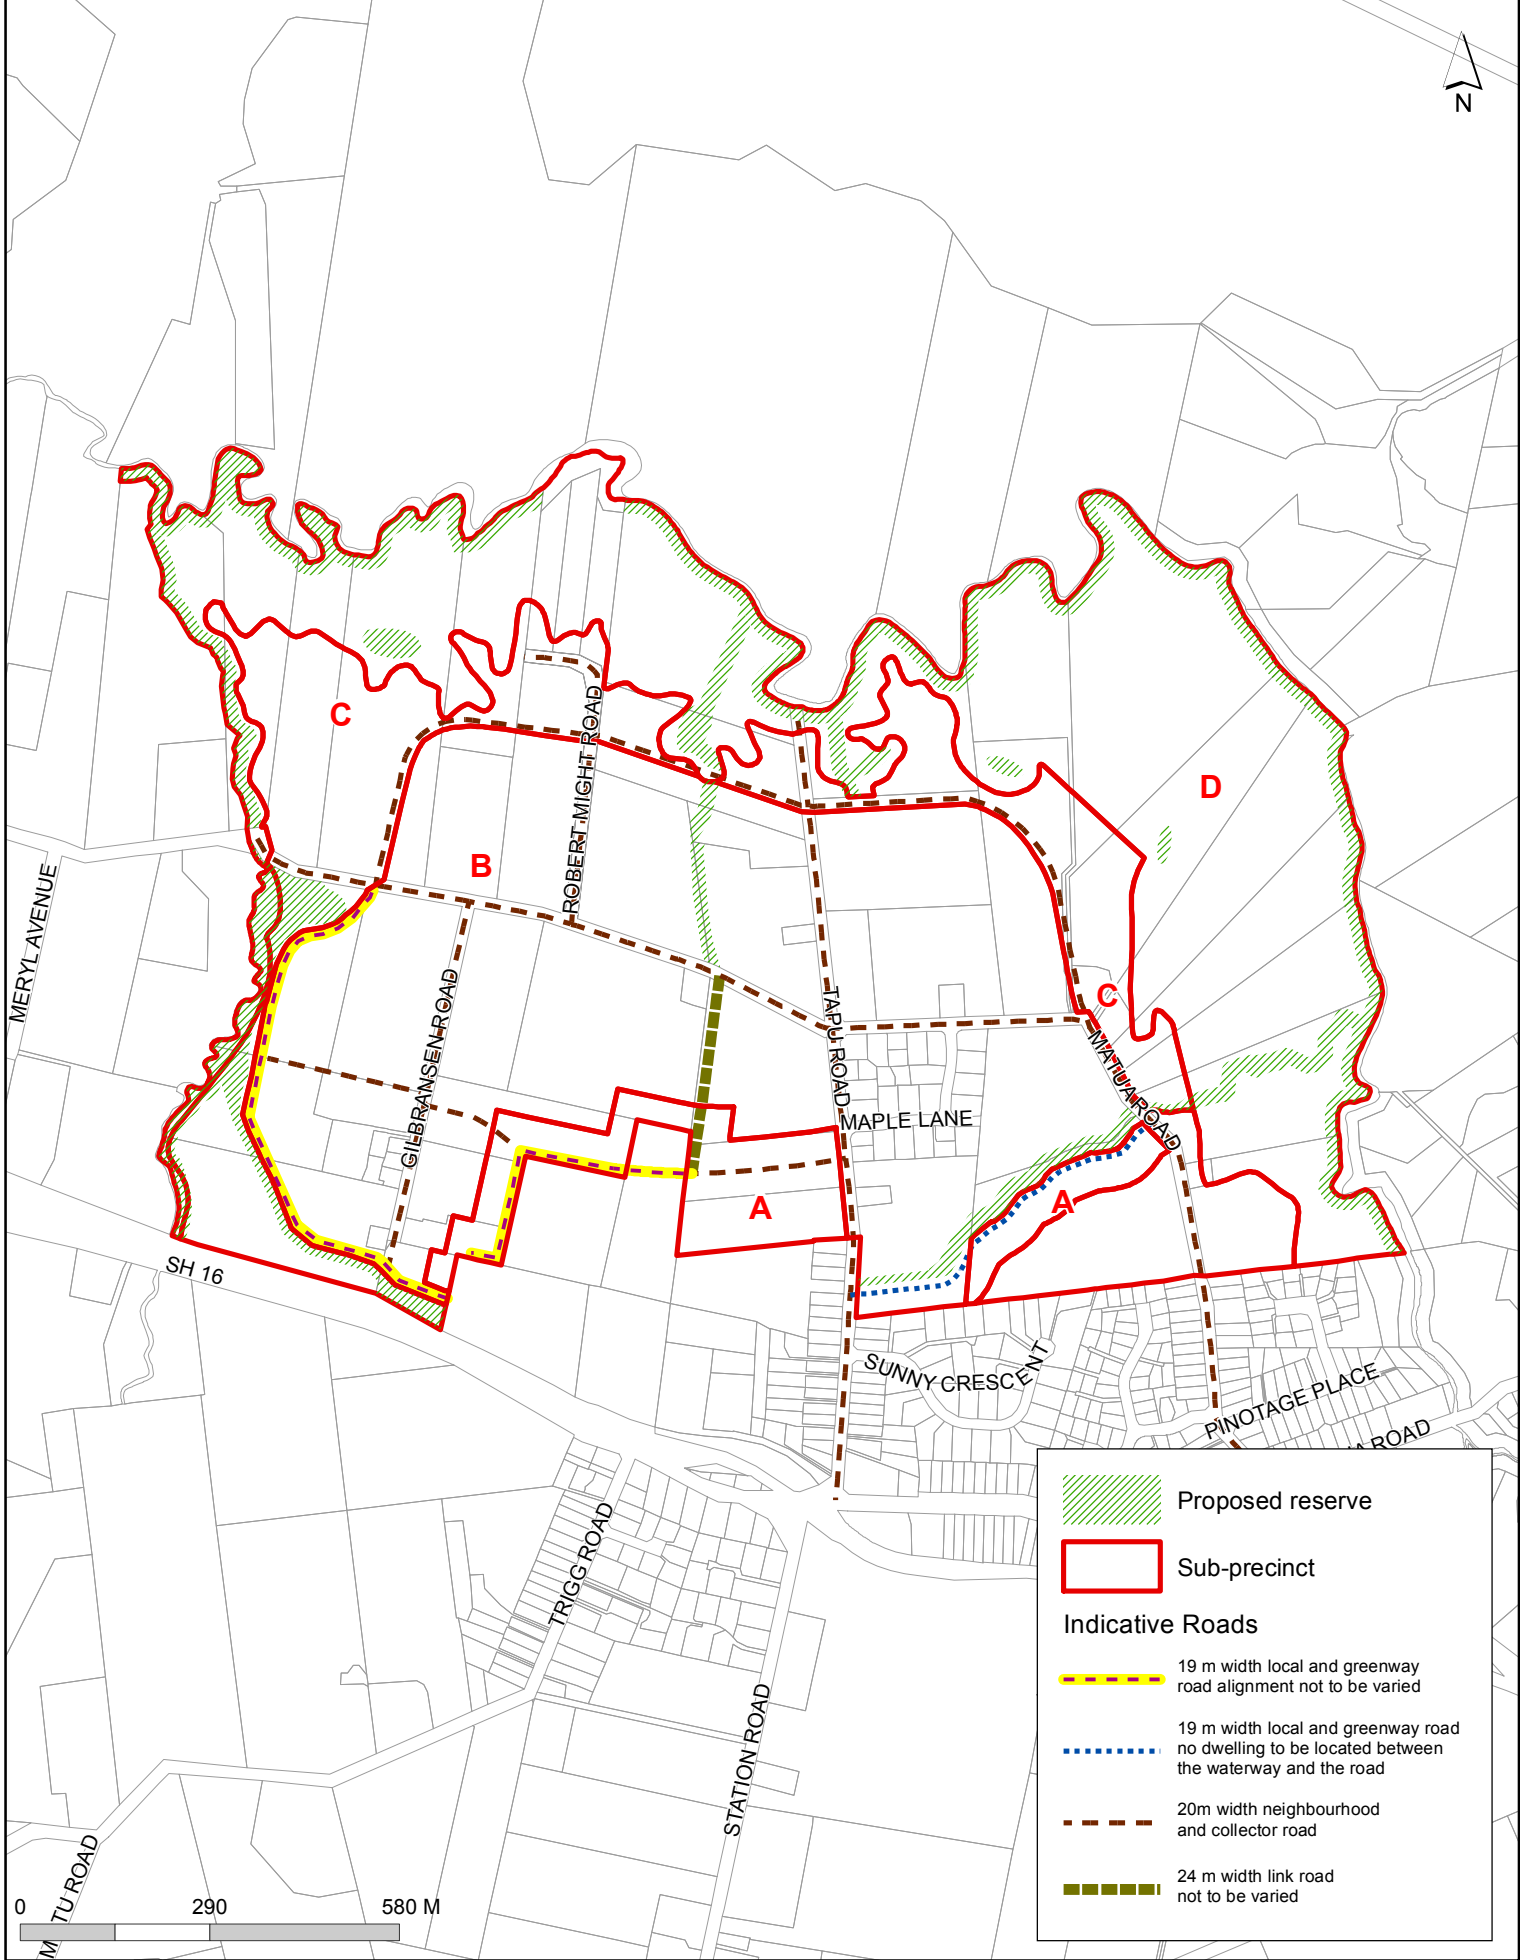 N
C
D
B
ROBERT MIGHT ROAD
MERYL AVENUE
GILBRANSEN ROAD
TAPU ROAD
C
MATUA ROAD
MAPLE LANE
A
A
SH 16
SUNNY CRESCENT
PINOTAGE PLACE
ROAD
TRIGG ROAD
STATION ROAD
TU ROAD
Proposed reserve
Sub-precinct
Indicative Roads
19 m width local and greenway
road alignment not to be varied
19 m width local and greenway road
no dwelling to be located between
the waterway and the road
20m width neighbourhood
and collector road
24 m width link road
not to be varied
0 290 580 M